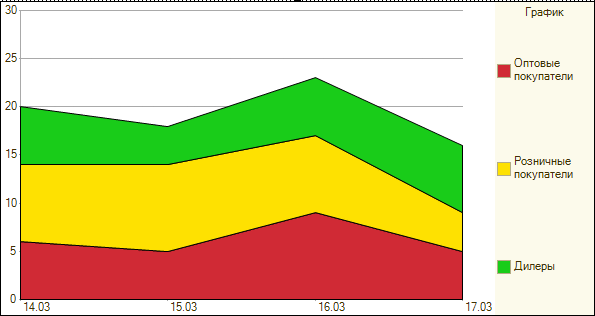 График
30
25
20
15
10
5
0
14.03
15.03
16.03
17.03
Оптовые
покупатели
Розничные
покупатели
Дилеры